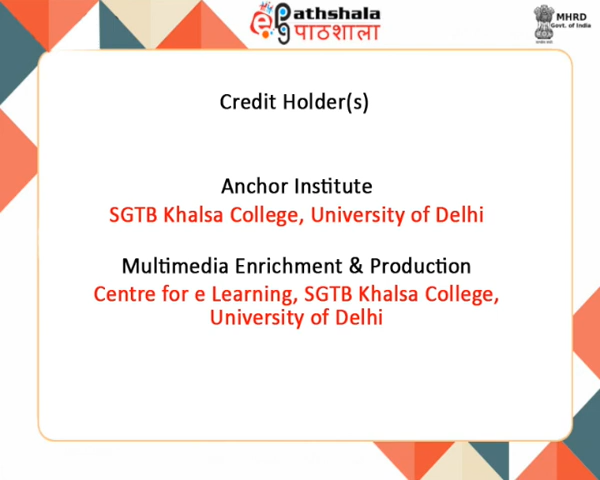 ePathshala
पाठशाला
MHRD
Govt. of India
Credit Holder(s)
Anchor Institute
SGTB Khalsa College, University of Delhi
Multimedia Enrichment & Production
Centre for e Learning, SGTB Khalsa College,
University of Delhi